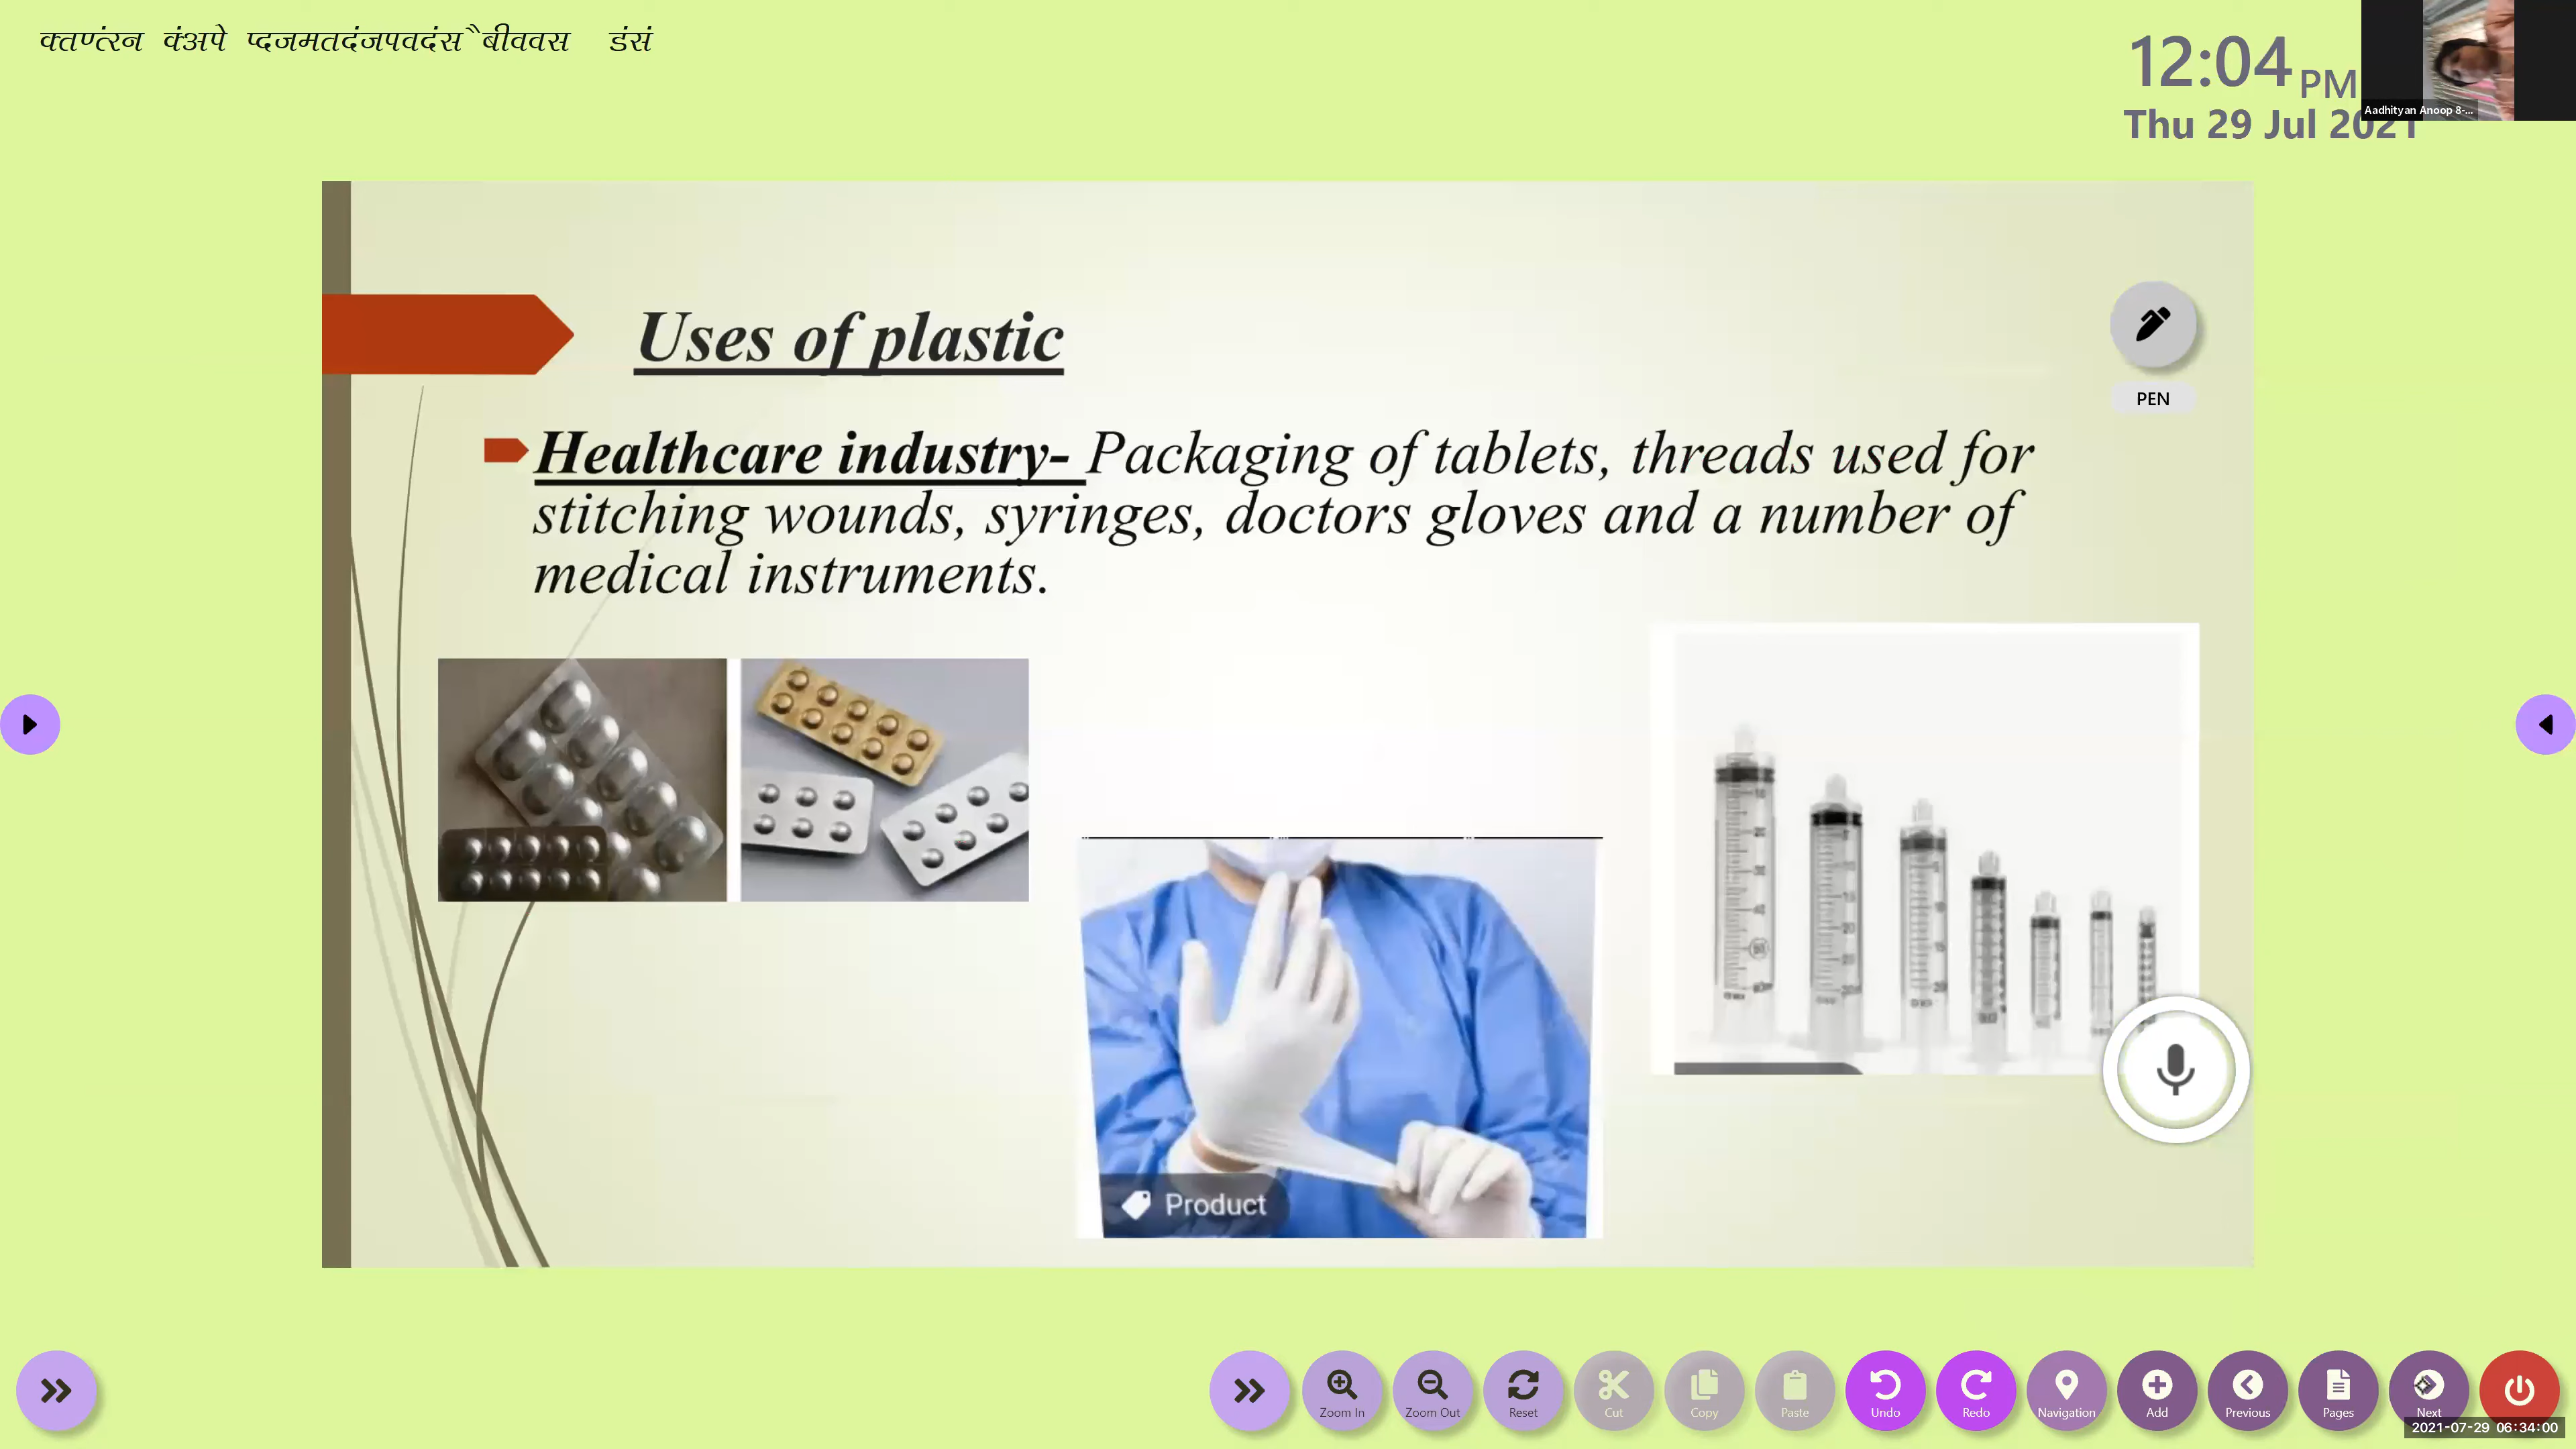 क्तण्त्ंरन क्ंअपे प्दजमतदंजपवदंस ैबीववस डंसं
12:04 PM
Aadhityan Anoop 8-...
Thu 29 Jul 2021
Uses of plastic
PEN
Healthcare industry- Packaging of tablets, threads used for
stitching wounds, syringes, doctors gloves and a number of
medical instruments.
Product
Zoom In Zoom Out Reset Cut Copy Paste Undo Redo Navigation Add Previous Pages Next
2021-07-29 06:34:00